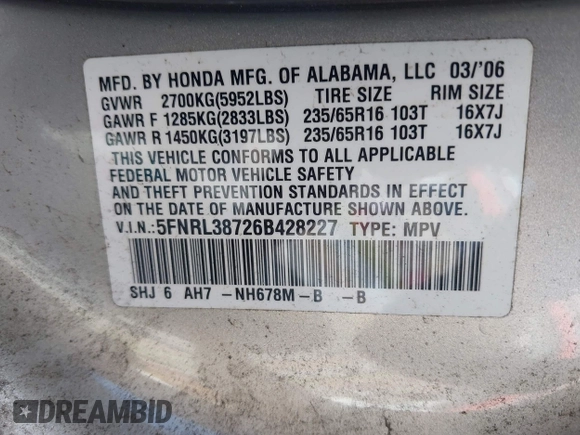 MFD. BY HONDA MFG. OF ALABAMA, LLC 03/'06
GVWR 2700KG(5952LBS) TIRE SIZE RIM SIZE
GAWR F 1285KG(2833LBS) 235/65R16 103T 16X7J
GAWR R 1450KG(3197LBS) 235/65R16 103T 16X7J
THIS VEHICLE CONFORMS TO ALL APPLICABLE
FEDERAL MOTOR VEHICLE SAFETY
AND THEFT PREVENTION STANDARDS IN EFFECT
ON THE DATE OF MANUFACTURE SHOWN ABOVE.
V.I.N.: 5FNRL38726B428227 TYPE: MPV
SHJ 6 AH7 -NH678M-B -B
DREAMBID